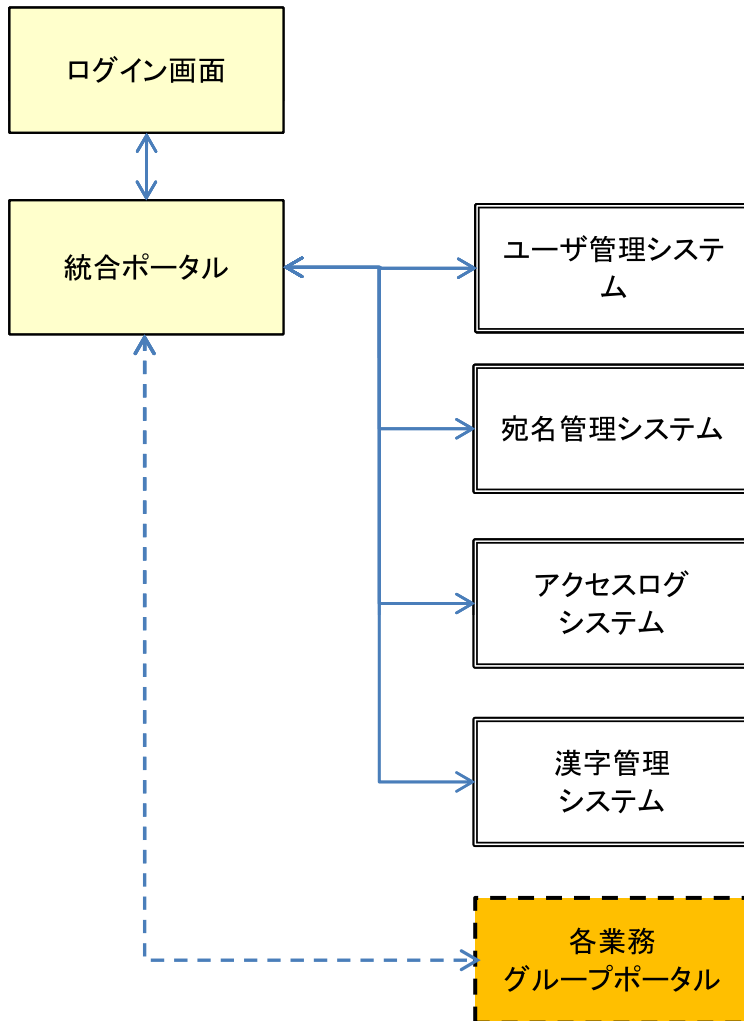 ログイン画面
統合ポータル
ユーザ管理システ
ム
宛名管理システム
アクセスログ
システム
漢字管理
システム
各業務
グループポータル